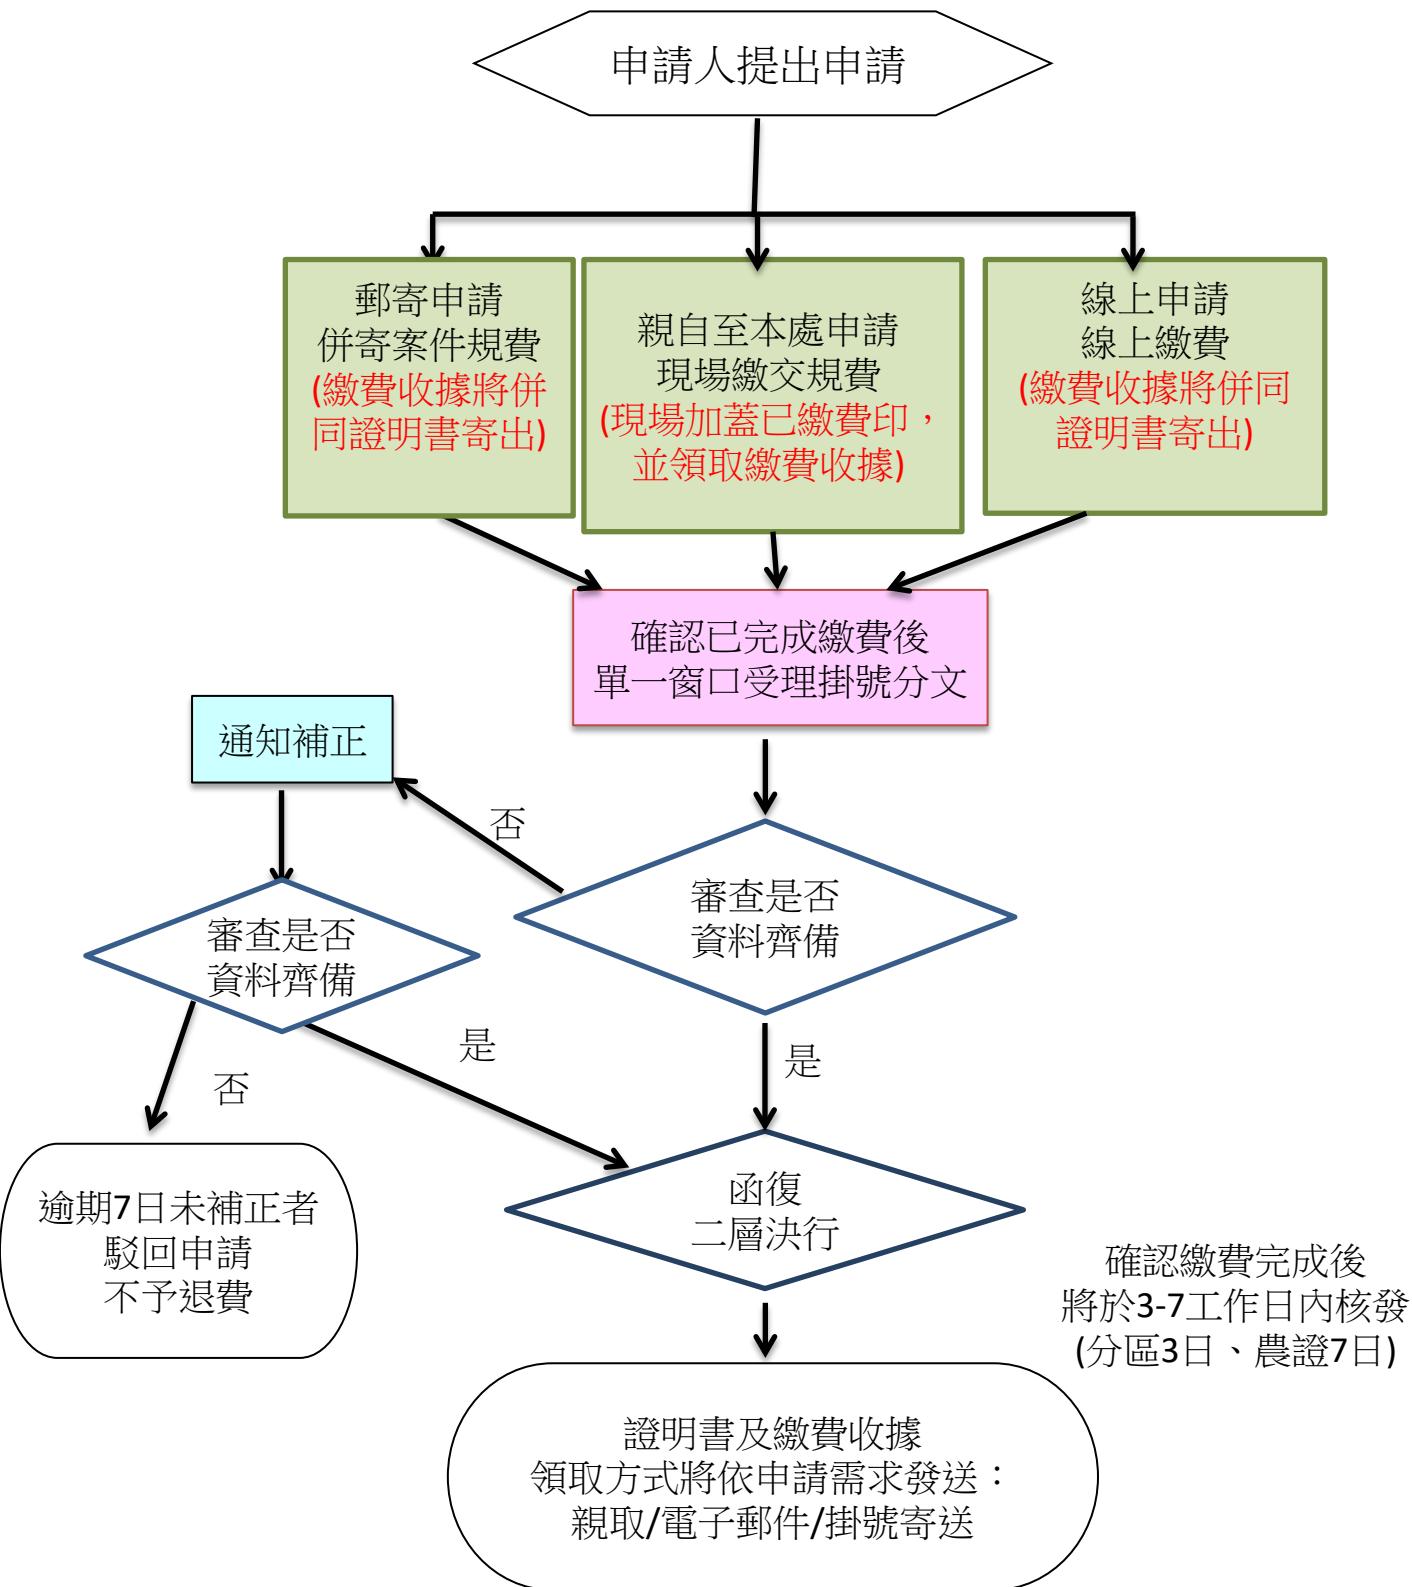 申請人提出申請
郵寄申請
併寄案件規費
(繳費收據將併
同證明書寄出)
親自至本處申請
現場繳交規費
(現場加蓋已繳費印，
並領取繳費收據)
線上申請
線上繳費
(繳費收據將併同
證明書寄出)
確認已完成繳費後
單一窗口受理掛號分文
通知補正
否
審查是否
資料齊備
審查是否
資料齊備
是
是
否
逾期7日未補正者
駁回申請
不予退費
函復
二層決行
確認繳費完成後
將於3-7工作日內核發
(分區3日、農證7日)
證明書及繳費收據
領取方式將依申請需求發送：
親取/電子郵件/掛號寄送